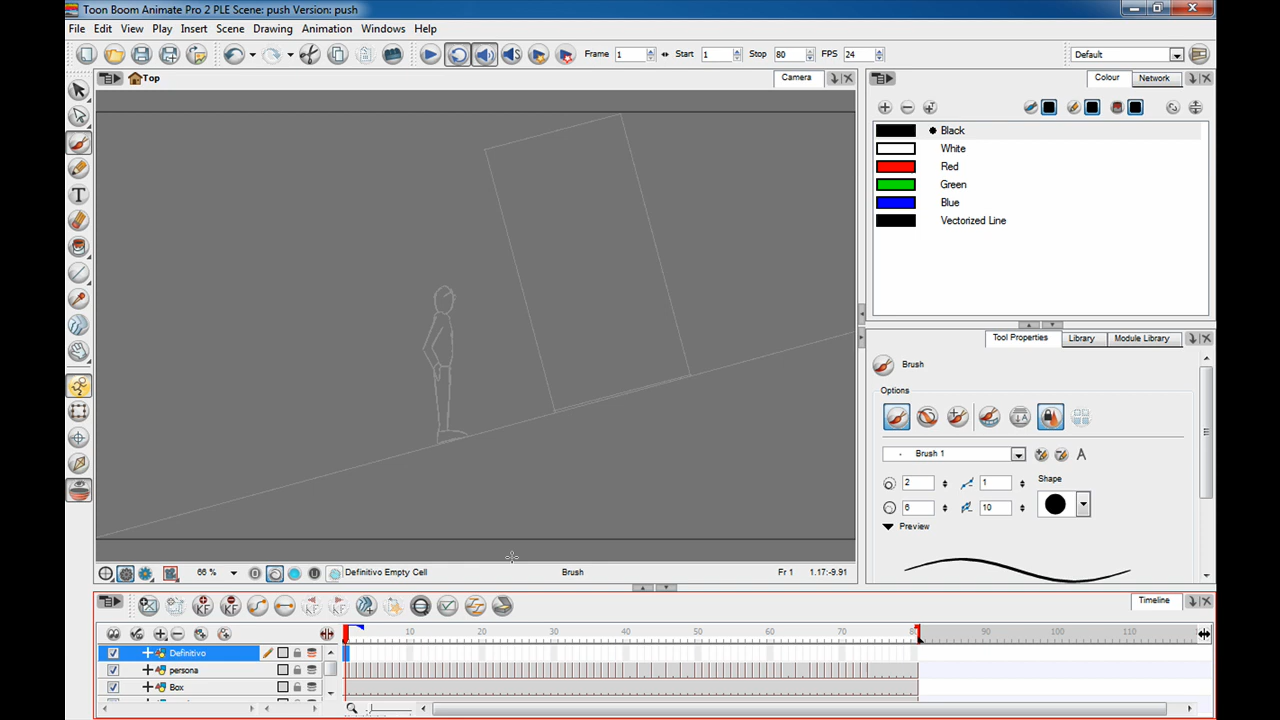 Toon Boom Animate Pro 2 PLE Scene: push Version: push
File Edit View Play Insert Scene Drawing Animation Windows Help
Frame 1 Start 1 Stop 80 FPS 24 Default
Top Camera Colour Network
Black
White
Red
Green
Blue
Vectorized Line
Tool Properties Library Module Library
Brush
Options
Brush 1
2 1 Shape
6 10
Preview
66 % Definitivo Empty Cell Brush Fr 1 1.17:-9.91
Timeline
10 20 30 40 50 60 70 80 90 100 110
Definitivo
persona
Box